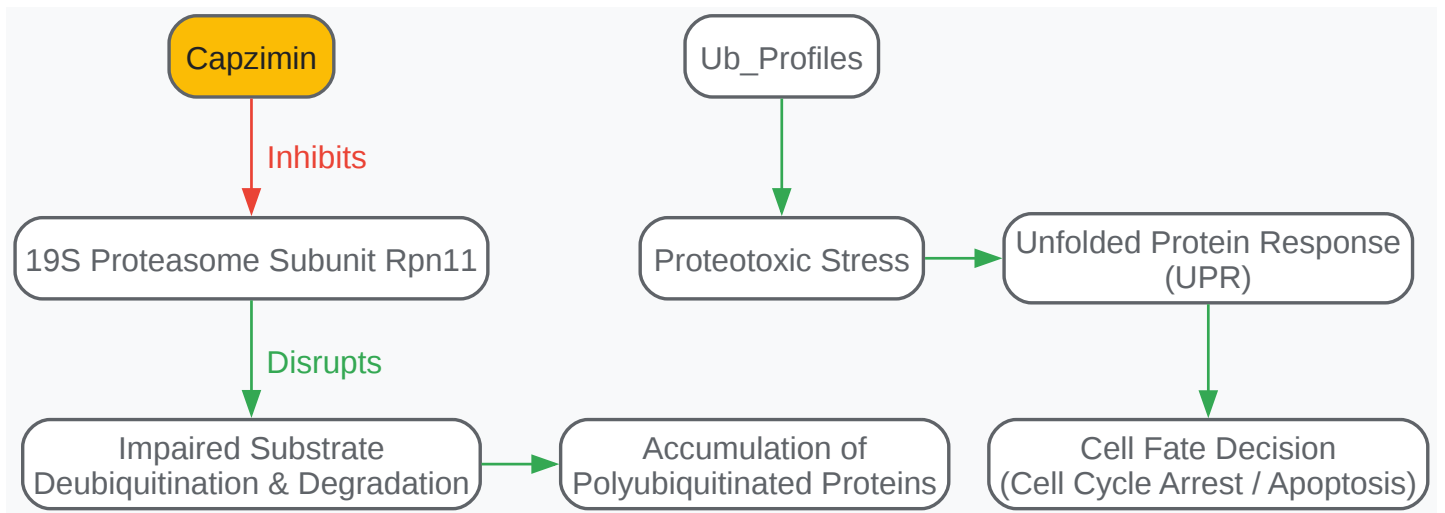 Capzimin
Ub_Profiles
Inhibits
19S Proteasome Subunit Rpn11
Proteotoxic Stress
Unfolded Protein Response
(UPR)
Disrupts
Impaired Substrate
Deubiquitination & Degradation
Accumulation of
Polyubiquitinated Proteins
Cell Fate Decision
(Cell Cycle Arrest / Apoptosis)